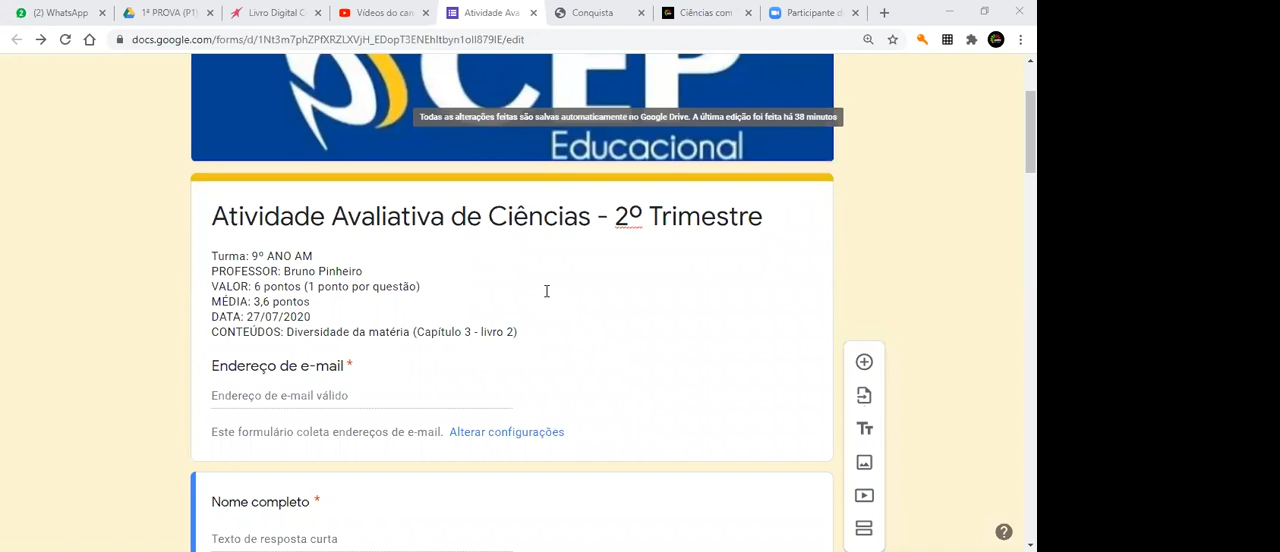 (2) WhatsApp
1ª PROVA (P1)
Livro Digital C
Vídeos do can
Atividade Ava
Conquista
Ciências com
Participante d
docs.google.com/forms/d/1Nt3m7phZPfXRZLXVjH_EDopT3ENEhltbyn1oIl879IE/edit
CEP
Educacional
Todas as alterações feitas são salvas automaticamente no Google Drive. A última edição foi feita há 38 minutos
Atividade Avaliativa de Ciências - 2º Trimestre
Turma: 9º ANO AM
PROFESSOR: Bruno Pinheiro
VALOR: 6 pontos (1 ponto por questão)
MÉDIA: 3,6 pontos
DATA: 27/07/2020
CONTEÚDOS: Diversidade da matéria (Capítulo 3 - livro 2)
Endereço de e-mail *
Endereço de e-mail válido
Este formulário coleta endereços de e-mail. Alterar configurações
Nome completo *
Texto de resposta curta